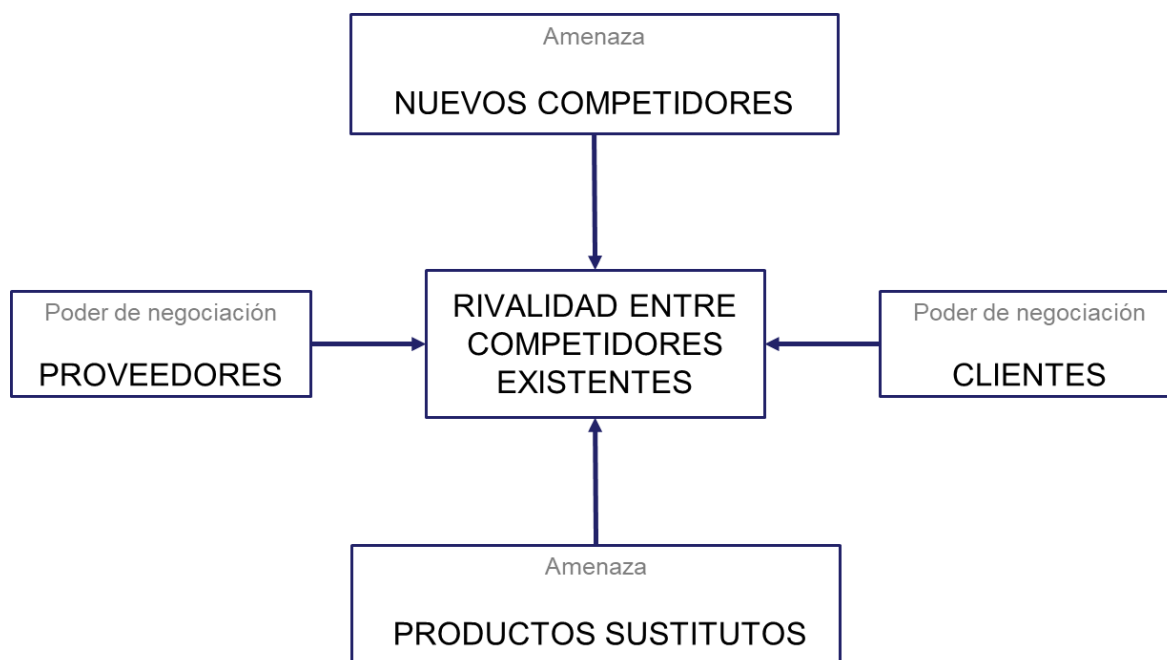 Amenaza
NUEVOS COMPETIDORES
Poder de negociación
PROVEEDORES
RIVALIDAD ENTRE
COMPETIDORES
EXISTENTES
Poder de negociación
CLIENTES
Amenaza
PRODUCTOS SUSTITUTOS